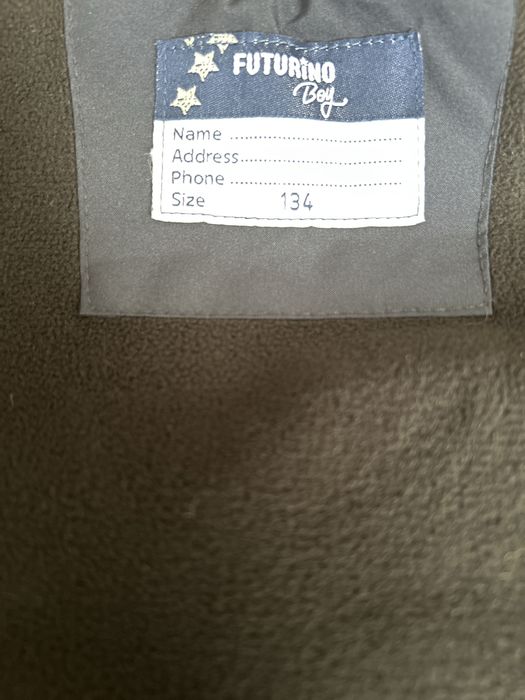 FUTURINO
Boy
Name ..............................
Address..............................
Phone ..............................
Size 134